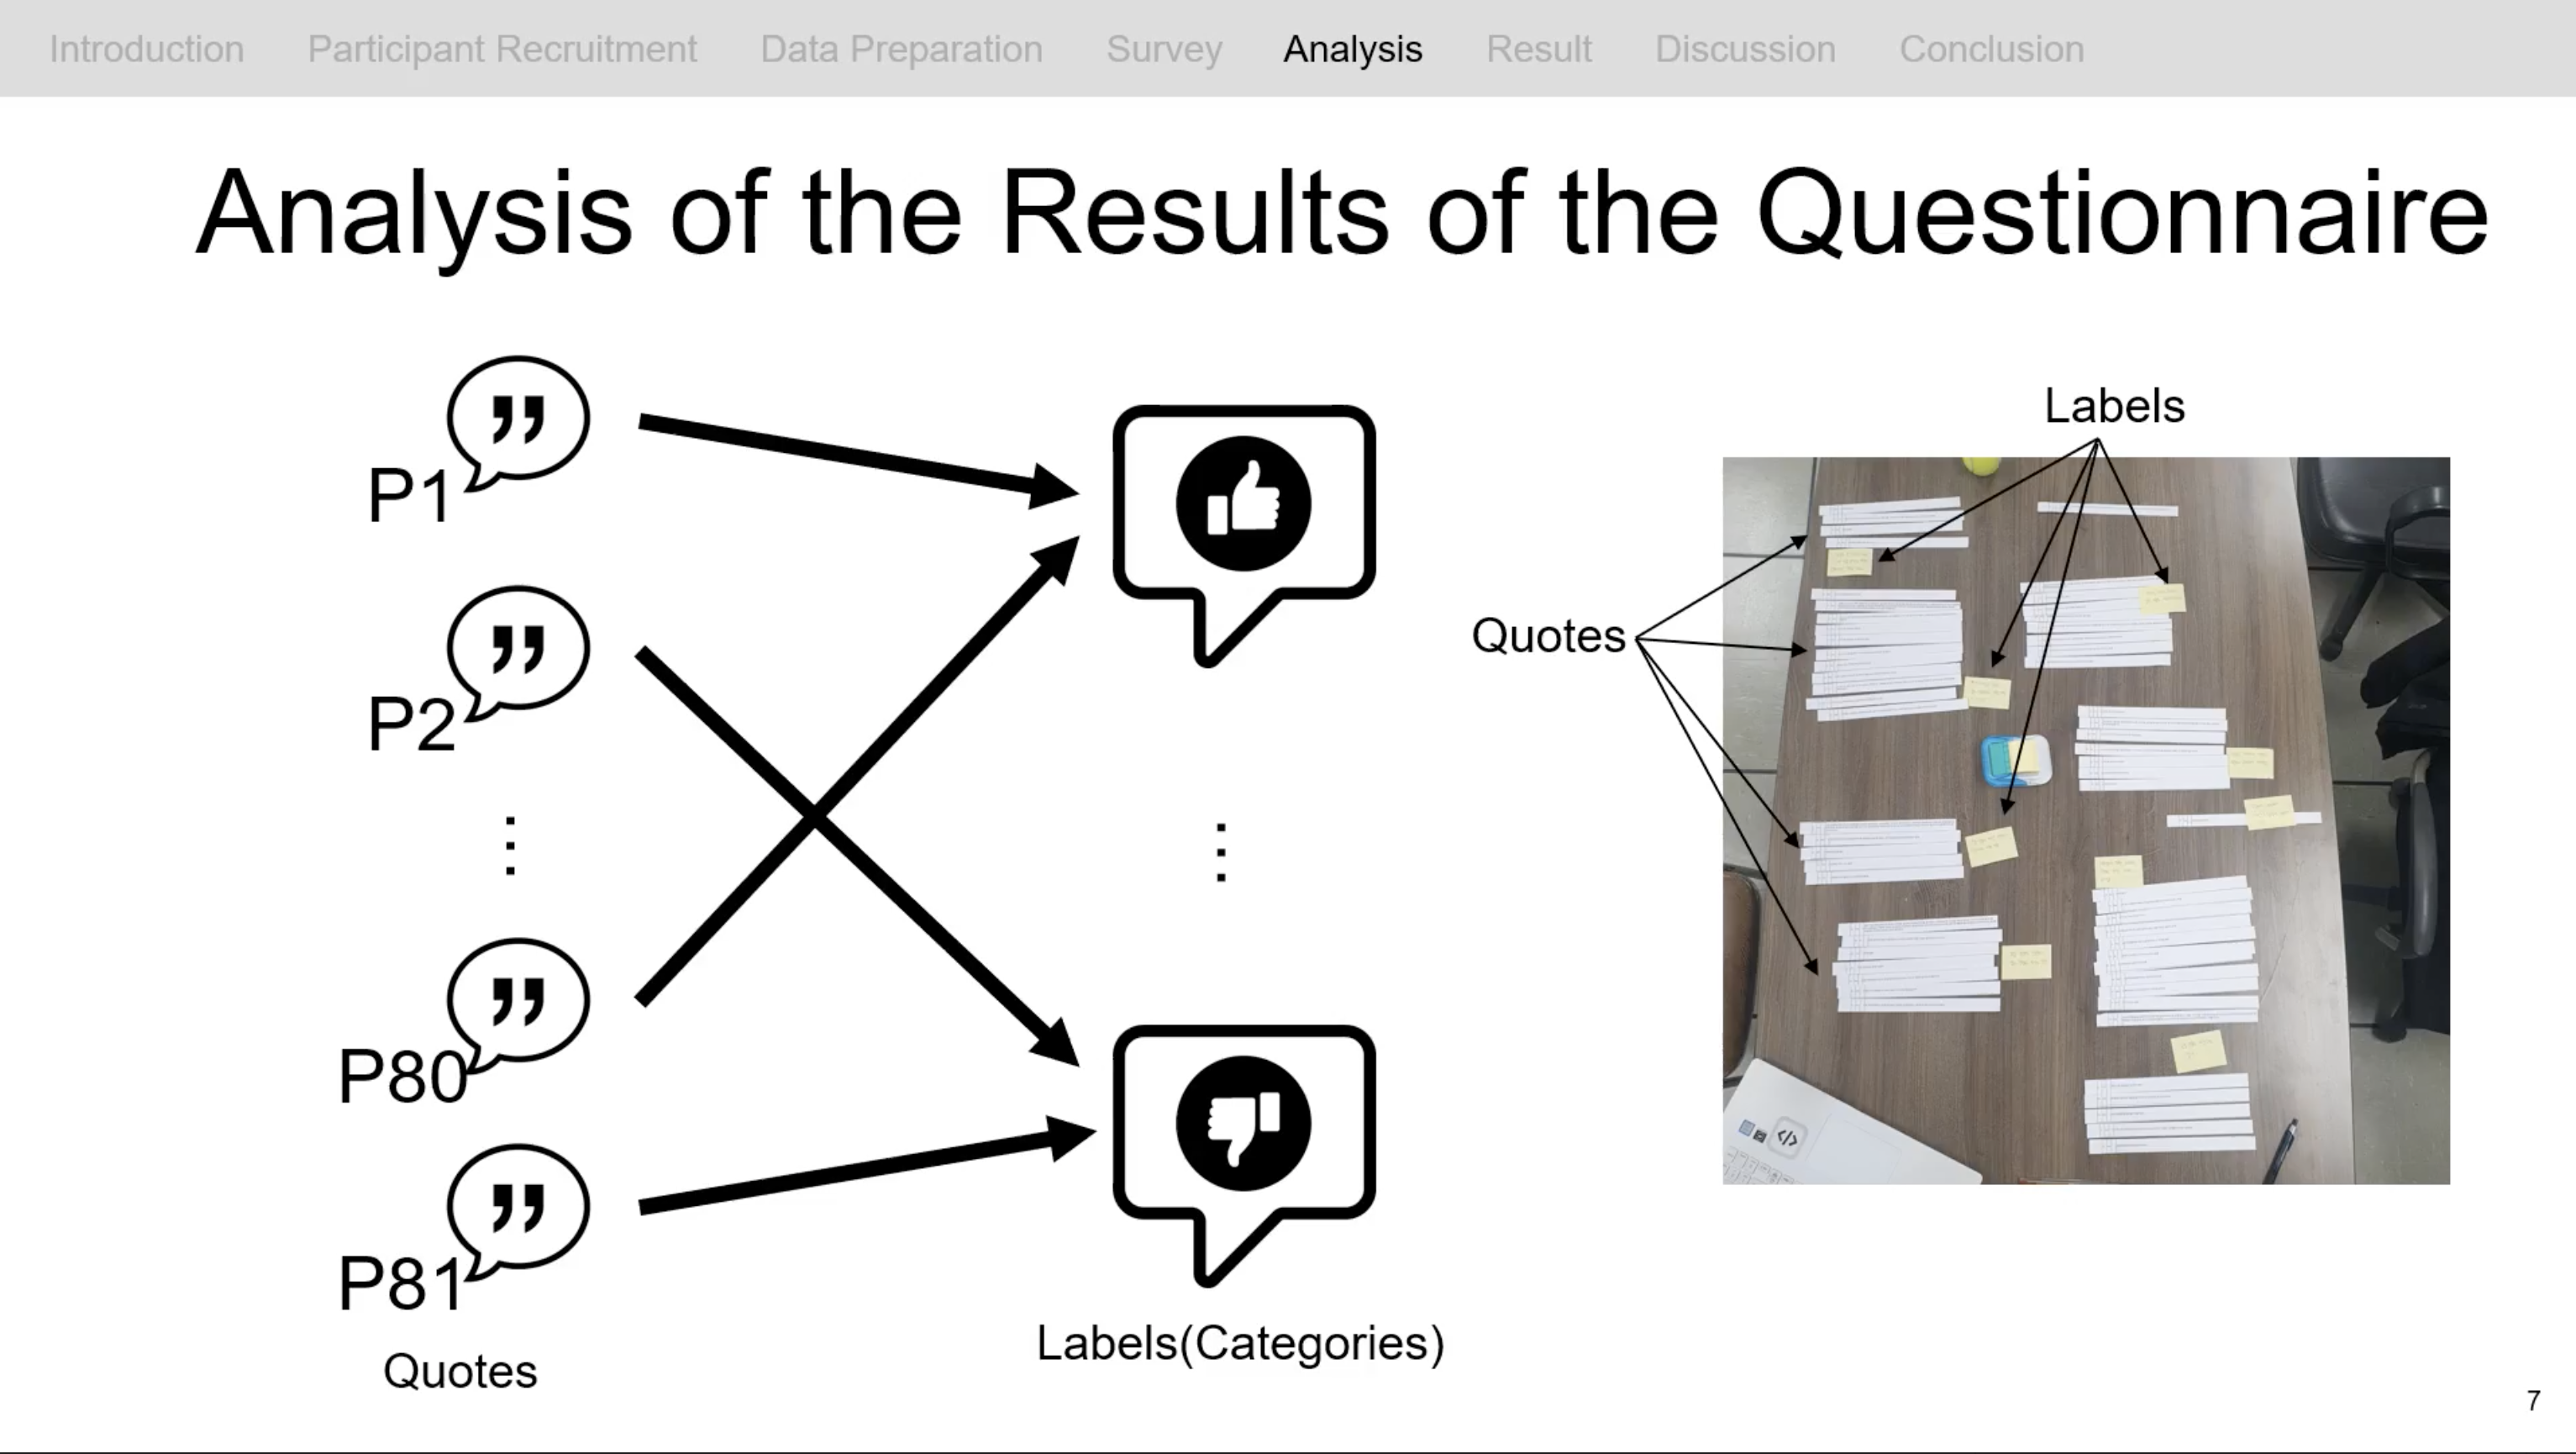 Introduction Participant Recruitment Data Preparation Survey Analysis Result Discussion Conclusion
Analysis of the Results of the Questionnaire
P1
P2
P80
P81
Quotes
Labels(Categories)
Labels
Quotes
7